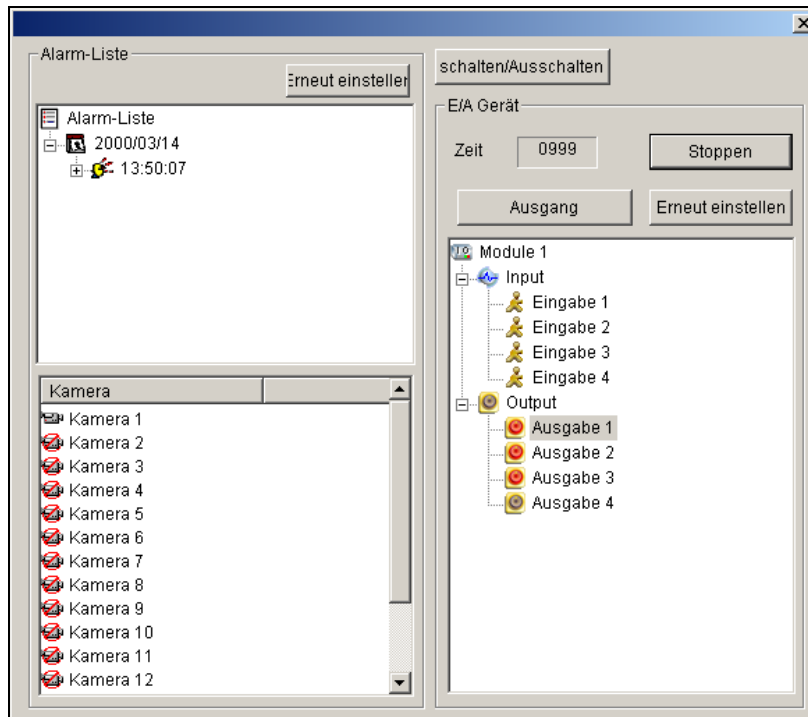 Alarm-Liste
Erneut einstellen
Alarm-Liste
2000/03/14
13:50:07
Kamera
Kamera 1
Kamera 2
Kamera 3
Kamera 4
Kamera 5
Kamera 6
Kamera 7
Kamera 8
Kamera 9
Kamera 10
Kamera 11
Kamera 12
schalten/Ausschalten
E/A Gerät
Zeit 0999 Stoppen
Ausgang Erneut einstellen
Module 1
Input
Eingabe 1
Eingabe 2
Eingabe 3
Eingabe 4
Output
Ausgabe 1
Ausgabe 2
Ausgabe 3
Ausgabe 4